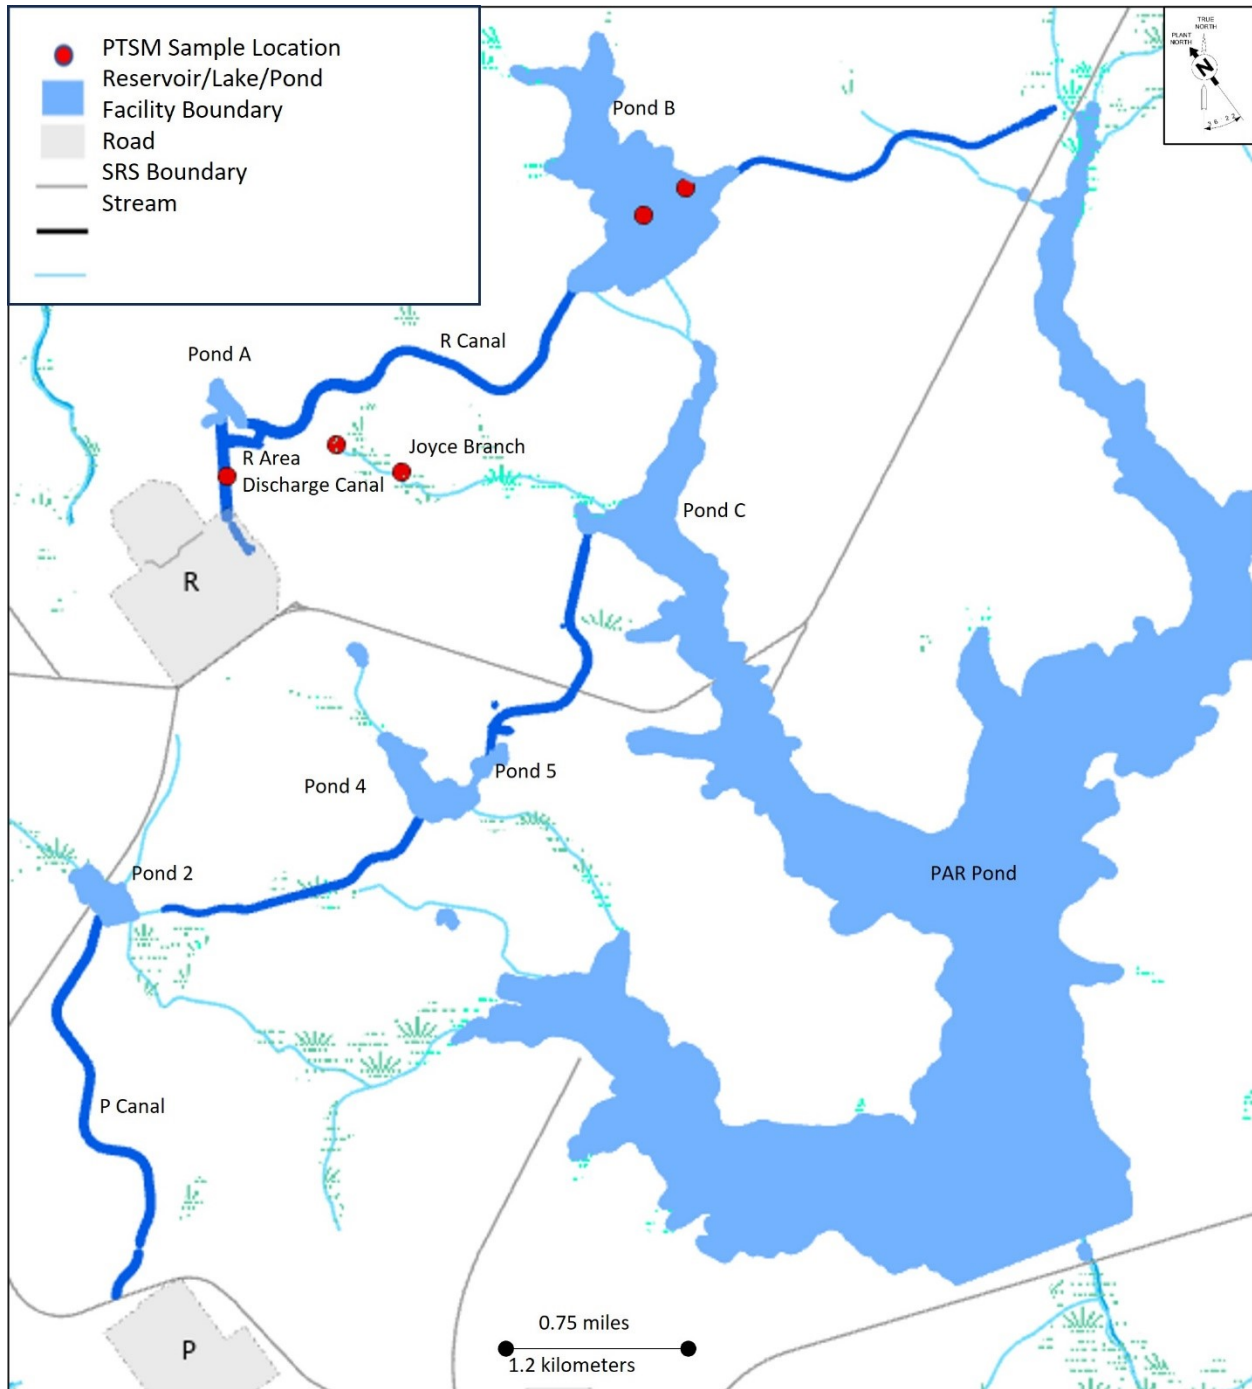 PTSM Sample Location
Reservoir/Lake/Pond
Facility Boundary
Road
SRS Boundary
Stream
TRUE
NORTH
PLANT
NORTH
N
Pond B
R Canal
Pond A
Joyce Branch
R Area
Discharge Canal
Pond C
R
Pond 5
Pond 4
Pond 2
PAR Pond
P Canal
0.75 miles
1.2 kilometers
P